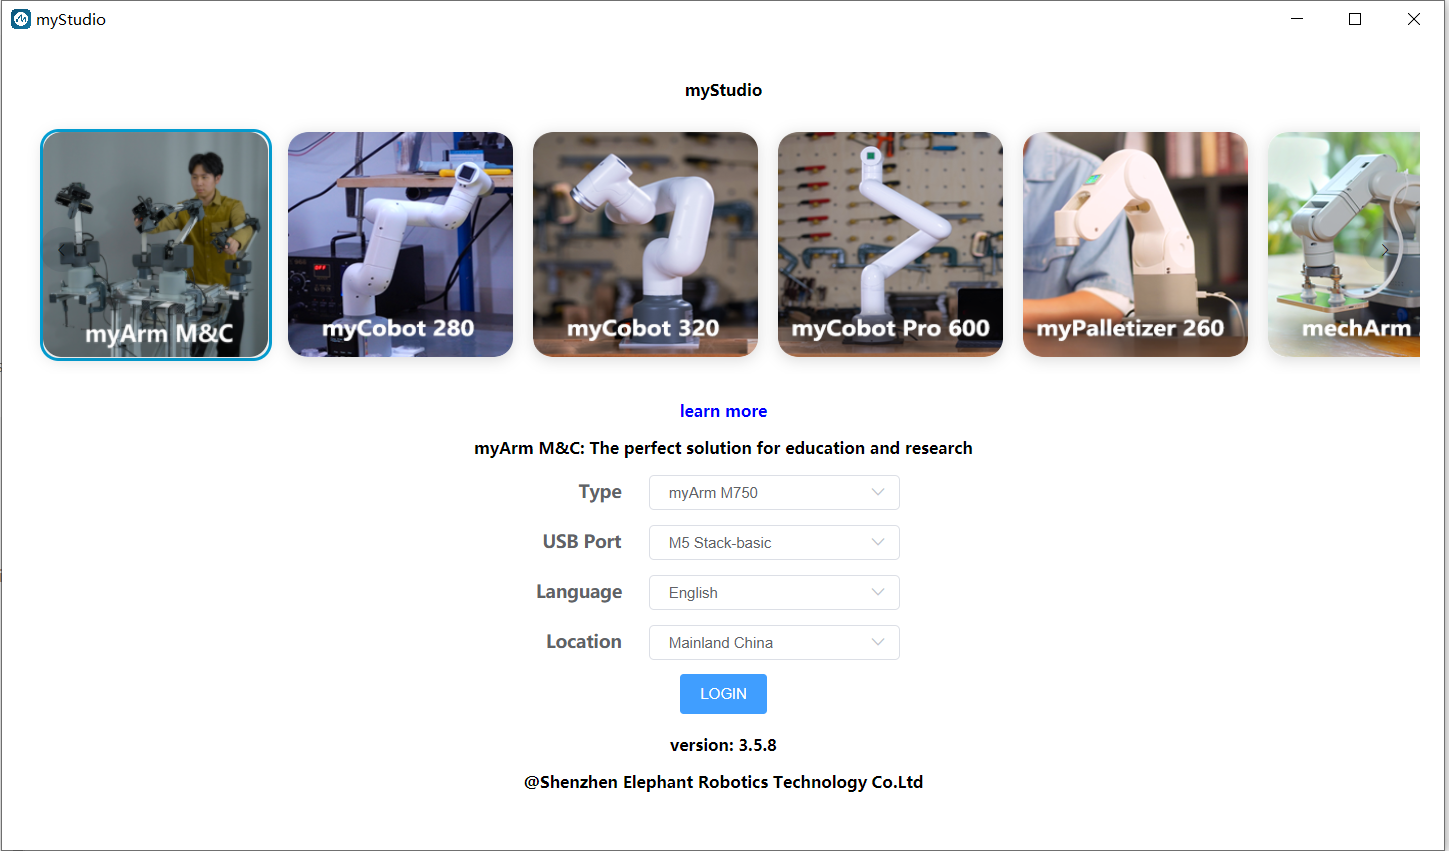 myStudio
myStudio
myArm M&C
myCobot 280
myCobot 320
myCobot Pro 600
myPalletizer 260
mechArm
learn more
myArm M&C: The perfect solution for education and research
Type
myArm M750
USB Port
M5 Stack-basic
Language
English
Location
Mainland China
LOGIN
version: 3.5.8
@Shenzhen Elephant Robotics Technology Co.Ltd